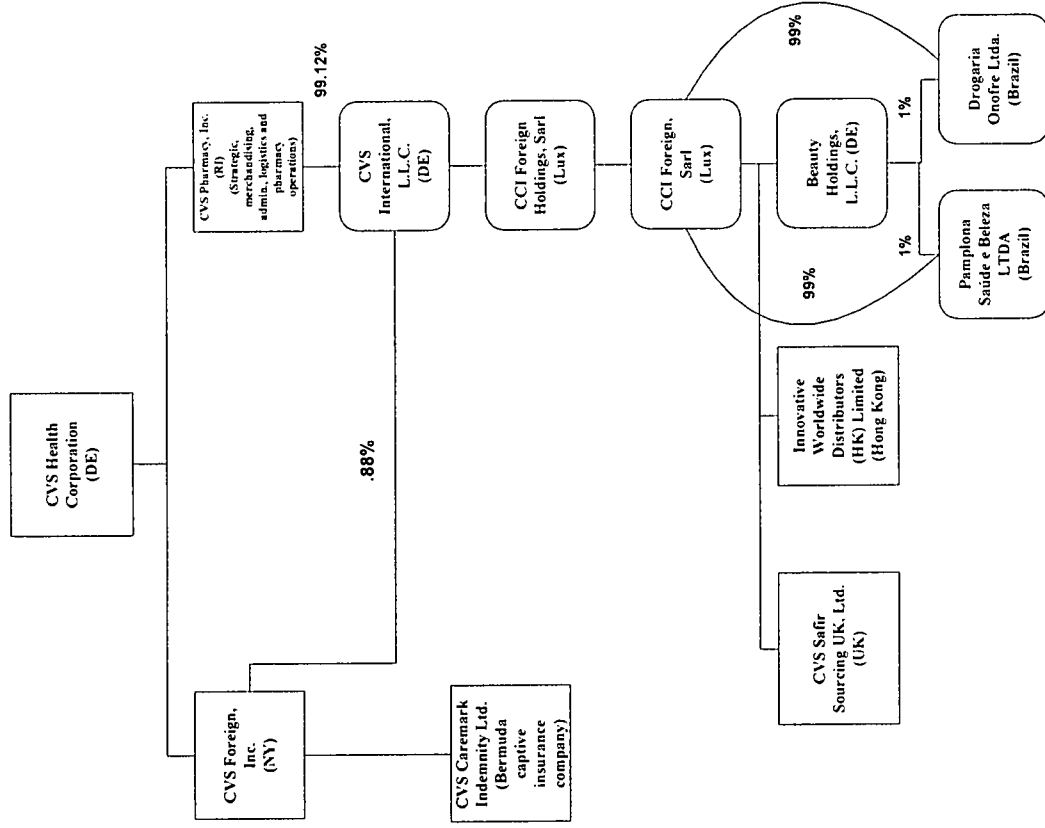 CVS Health
Corporation
(DE)
CVS Foreign,
Inc.
(NY)
CVS Pharmacy, Inc.
(RI)
(Strategic,
merchandising,
admin., logistics and
pharmacy
operations)
99.12%
.88%
CVS Caremark
Indemnity Ltd.
(Bermuda
captive
insurance
company)
CVS
International,
L.L.C.
(DE)
CCI Foreign
Holdings, Sarl
(Lux)
CCI Foreign,
Sarl
(Lux)
99%
99%
CVS Safir
Sourcing UK, Ltd.
(UK)
Innovative
Worldwide
Distributors
(HK) Limited
(Hong Kong)
Beauty
Holdings,
L.L.C. (DE)
1%
1%
Pamplona
Saúde e Beleza
LTDA
(Brazil)
Drogaria
Onofre Ltda.
(Brazil)